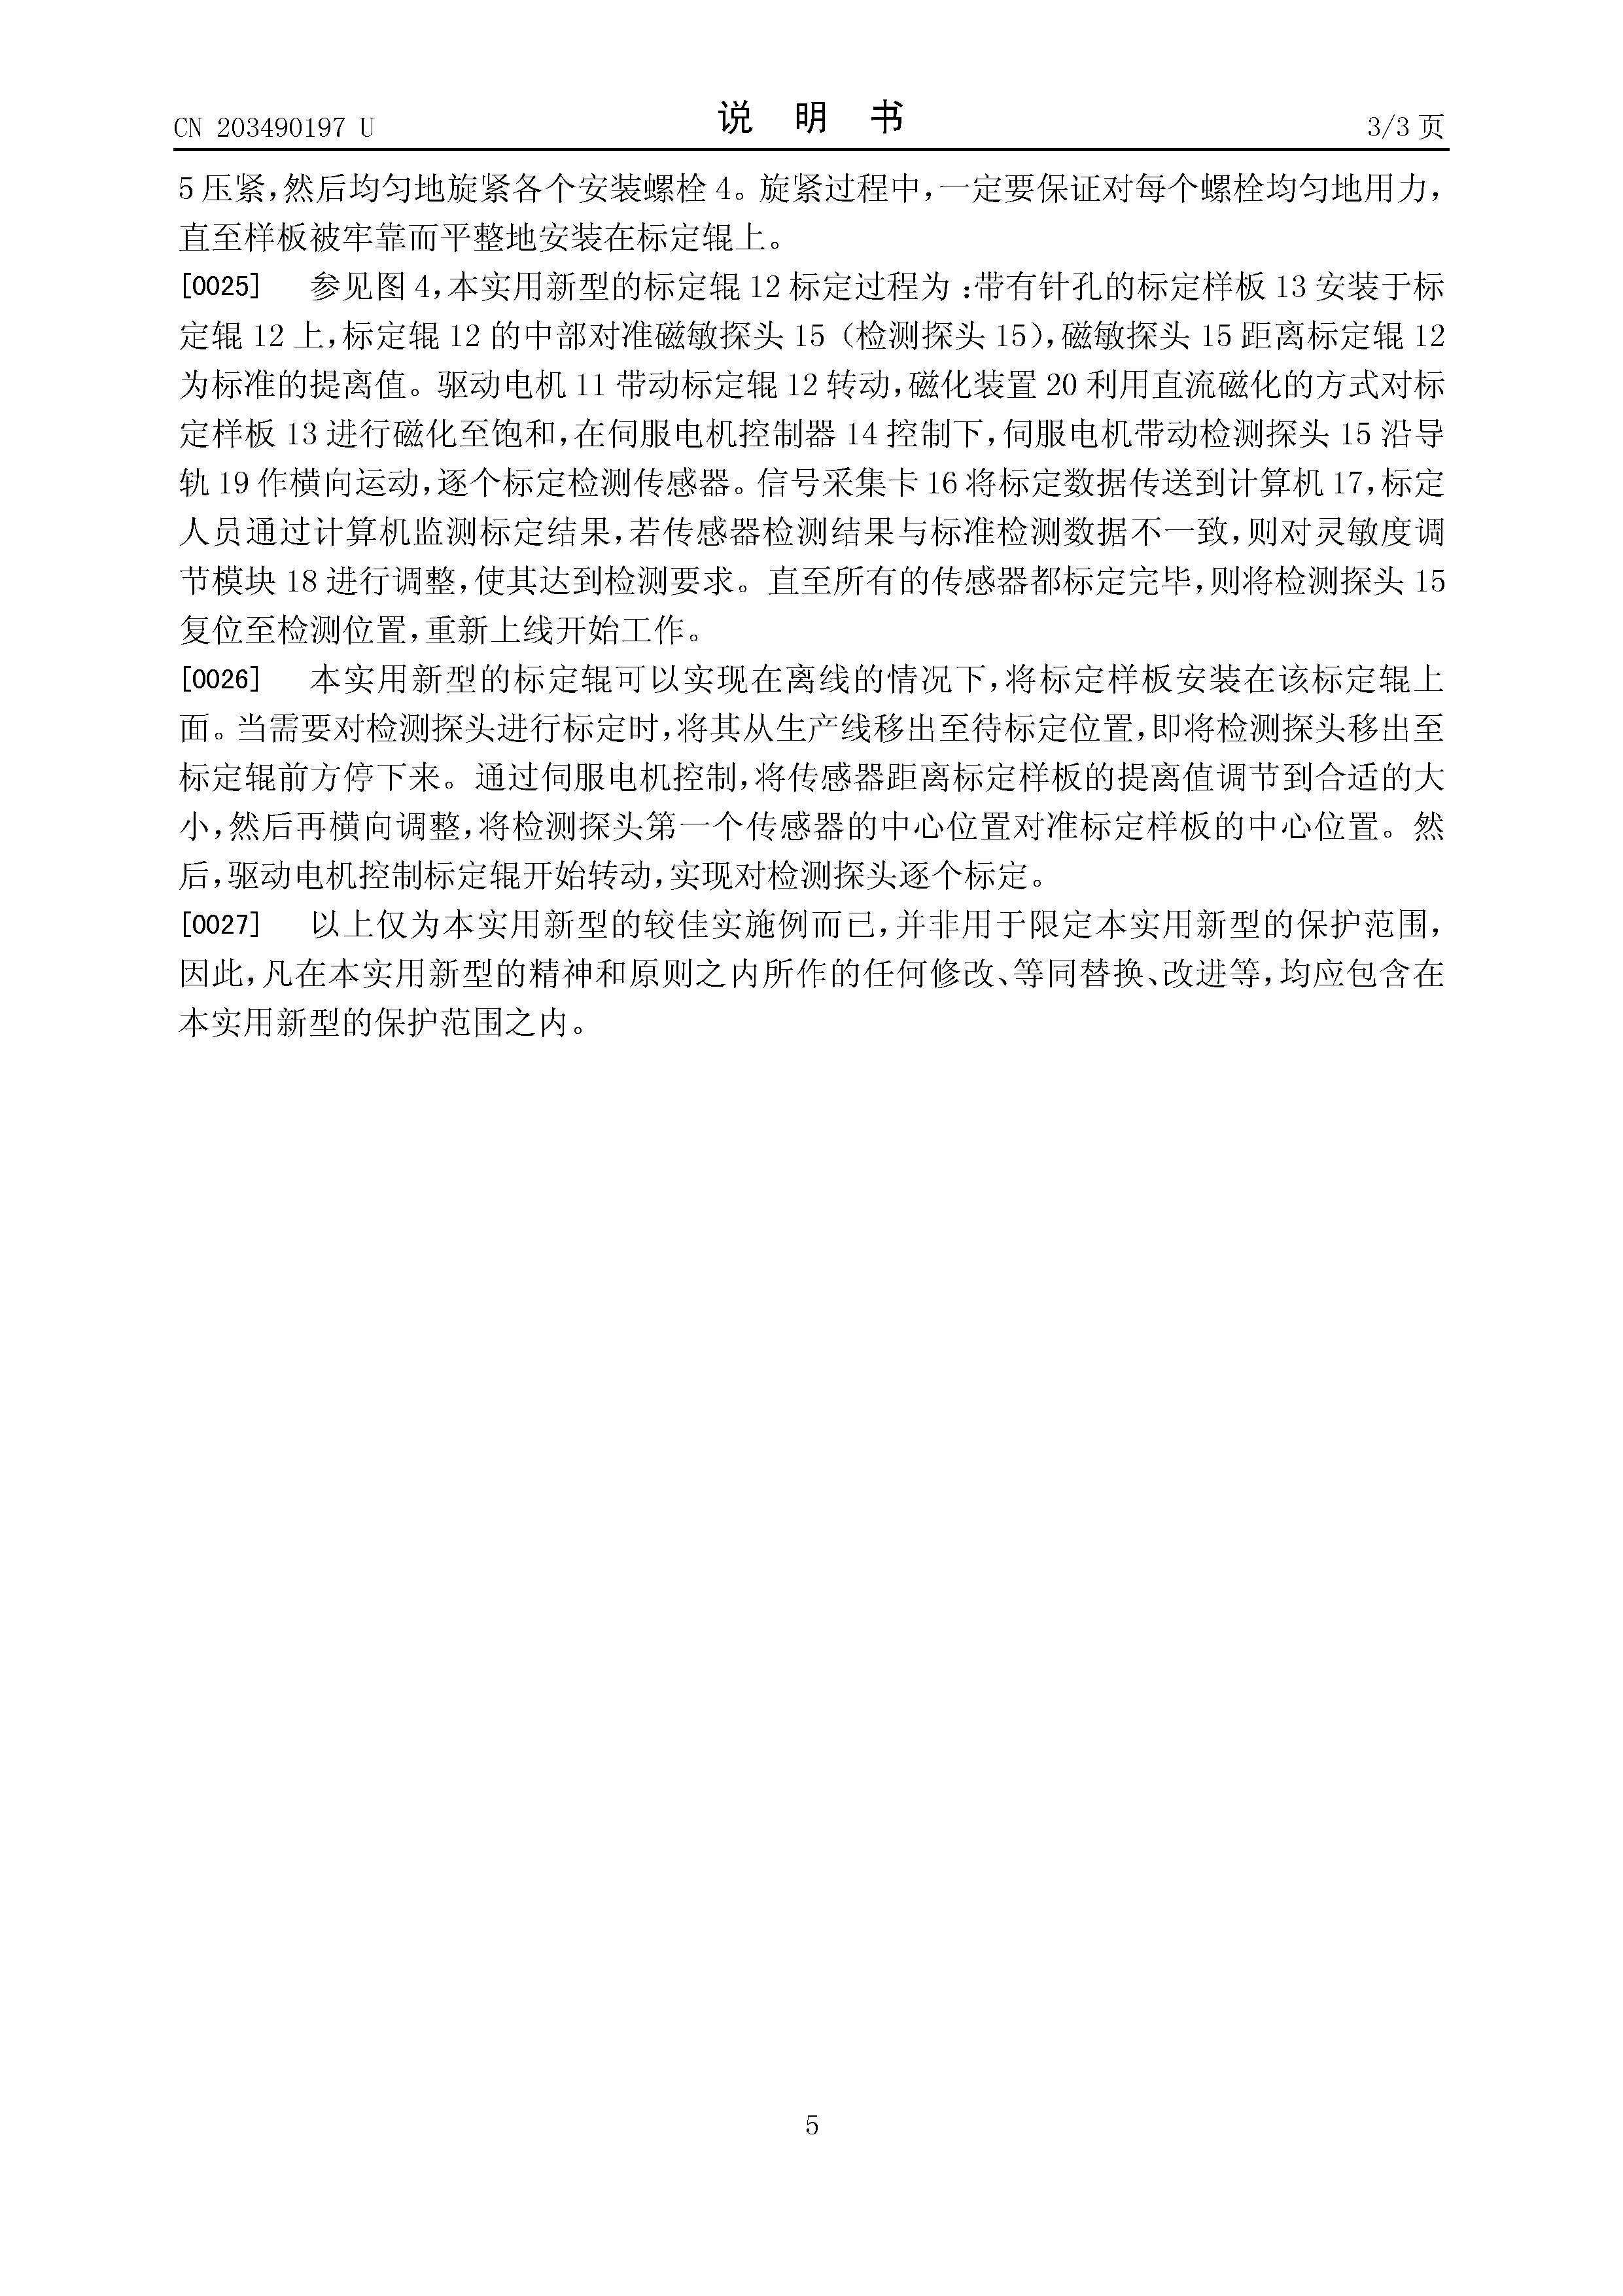 CN 203490197 U
说 明 书
3/3 页
5 压紧,然后均匀地旋紧各个安装螺栓 4。旋紧过程中,一定要保证对每个螺栓均匀地用力,
直至样板被牢靠而平整地安装在标定辊上。
[0025] 参见图 4,本实用新型的标定辊 12 标定过程为 :带有针孔的标定样板 13 安装于标
定辊 12 上,标定辊 12 的中部对准磁敏探头 15（检测探头 15),磁敏探头 15 距离标定辊 12
为标准的提离值。驱动电机 11 带动标定辊 12 转动,磁化装置 20 利用直流磁化的方式对标
定样板 13 进行磁化至饱和,在伺服电机控制器 14 控制下,伺服电机带动检测探头 15 沿导
轨 19 作横向运动,逐个标定检测传感器。信号采集卡 16 将标定数据传送到计算机 17,标定
人员通过计算机监测标定结果,若传感器检测结果与标准检测数据不一致,则对灵敏度调
节模块 18 进行调整,使其达到检测要求。直至所有的传感器都标定完毕,则将检测探头 15
复位至检测位置,重新上线开始工作。
[0026] 本实用新型的标定辊可以实现在离线的情况下,将标定样板安装在该标定辊上
面。当需要对检测探头进行标定时,将其从生产线移出至待标定位置,即将检测探头移出至
标定辊前方停下来。通过伺服电机控制,将传感器距离标定样板的提离值调节到合适的大
小,然后再横向调整,将检测探头第一个传感器的中心位置对准标定样板的中心位置。然
后,驱动电机控制标定辊开始转动,实现对检测探头逐个标定。
[0027] 以上仅为本实用新型的较佳实施例而已,并非用于限定本实用新型的保护范围,
因此,凡在本实用新型的精神和原则之内所作的任何修改、等同替换、改进等,均应包含在
本实用新型的保护范围之内。
5